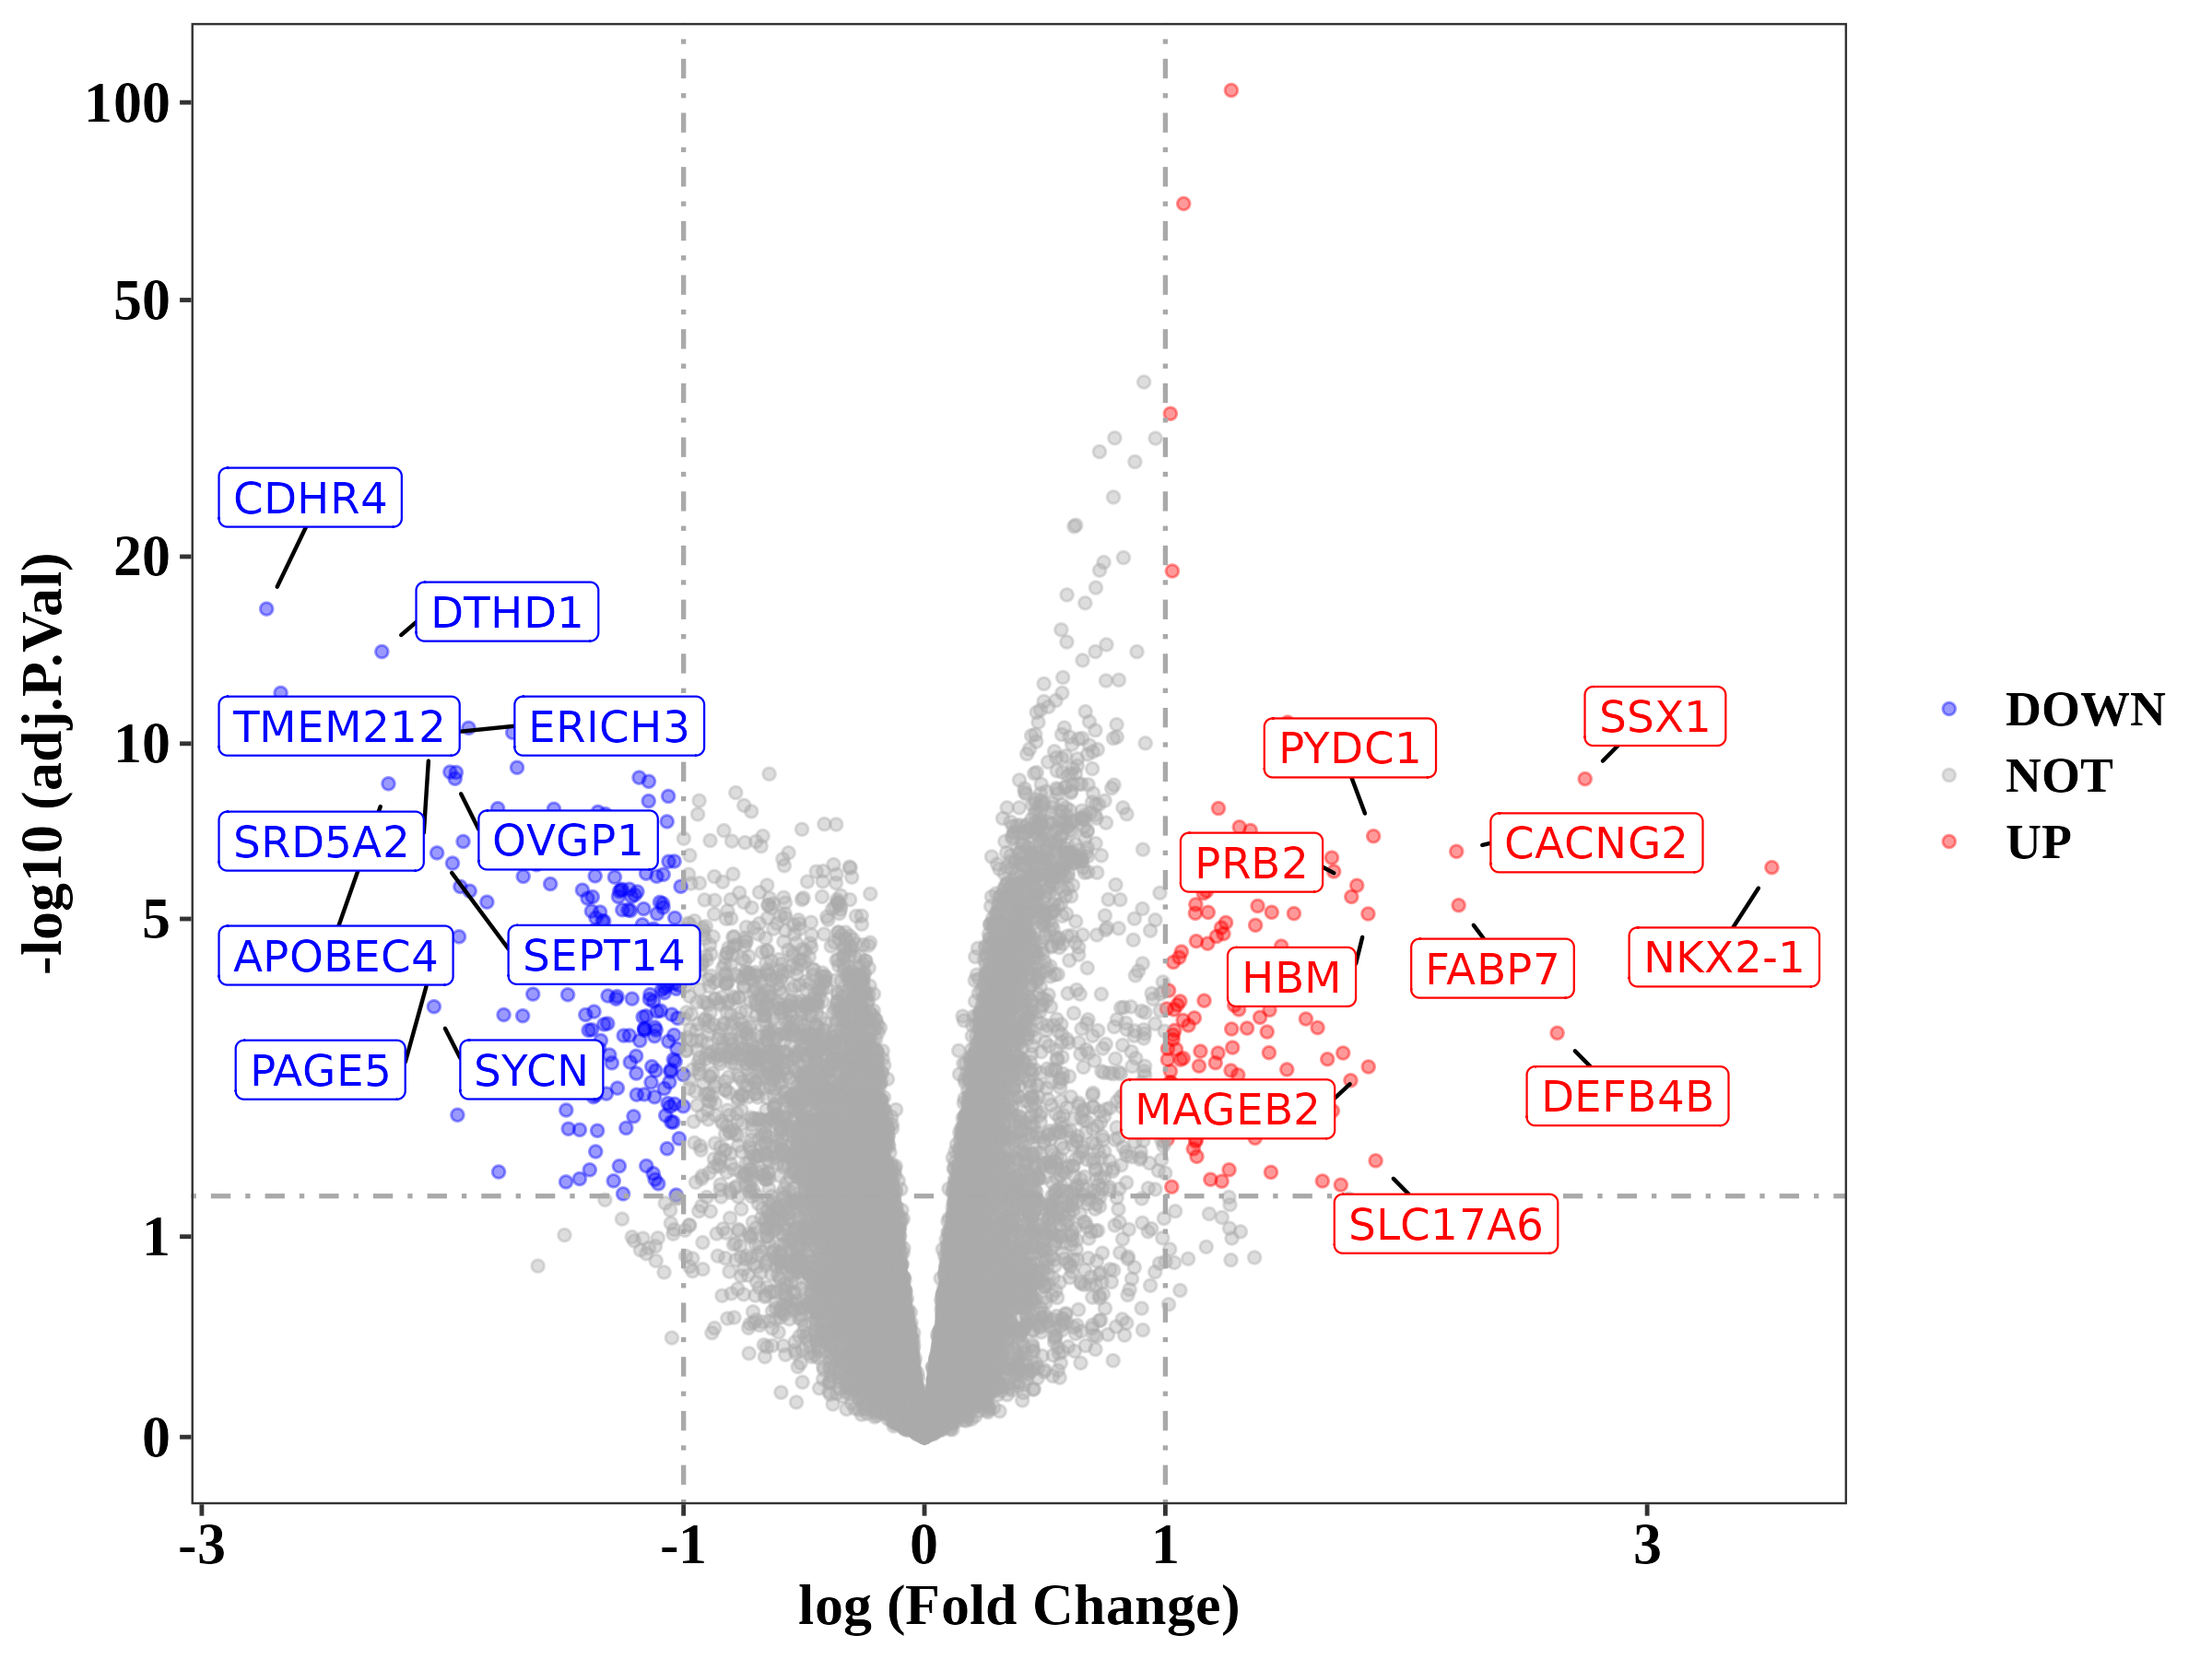 100
50
20
10
5
1
0
-log10 (adj.P.Val)
-3
-1
0
1
3
log (Fold Change)
CDHR4
DTHD1
TMEM212
ERICH3
SRD5A2
OVGP1
APOBEC4
SEPT14
PAGE5
SYCN
SSX1
PYDC1
CACNG2
PRB2
NKX2-1
FABP7
HBM
DEFB4B
MAGEB2
SLC17A6
DOWN
NOT
UP